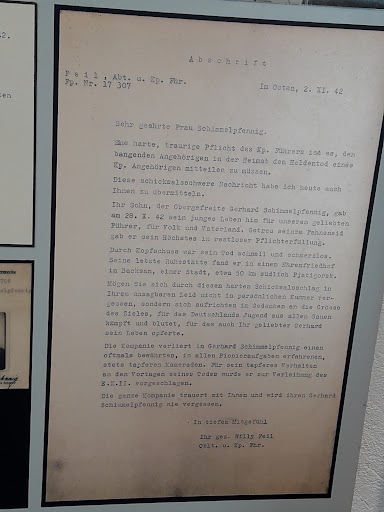 Abschrift
Feil, Abt. u. Kp. Fhr.
Fp. Nr. 17 307
Im Osten, 2. XI. 42
Sehr geehrte Frau Schimmelpfennig.
Eine harte, traurige Pflicht des Kp. Führers ist es, den
bangenden Angehörigen in der Heimat den Heldentod eines
Kp. Angehörigen mitteilen zu müssen.
Diese schicksalsschwere Nachricht habe ich heute auch
Ihnen zu übermitteln.
Ihr Sohn, der Obergefreite Gerhard Schimmelpfennig, gab
am 28. X. 42 sein junges Leben hin für unseren geliebten
Führer, für Volk und Vaterland. Getreu seinem Fahneneid
gab er sein Höchstes in restloser Pflichterfüllung.
Durch Kopfschuss war sein Tod schnell und schmerzlos.
Seine letzte Ruhestätte fand er in einem Ehrenfriedhof
in Backsan, einer Stadt, etwa 50 km südlich Pjatigorsk.
Mögen Sie sich durch diesen harten Schicksalsschlag in
Ihrem unsagbaren Leid nicht in persönlichen Kummer ver-
gessen, sondern sich aufrichten in Gedanken an die Grösse
des Zieles, für das Deutschlands Jugend aus allen Gauen
kämpft und blutet, für das auch Ihr geliebter Gerhard
sein Leben opferte.
Die Kompanie verliert in Gerhard Schimmelpfennig einen
oftmals bewährten, in allen Pionieraufgaben erfahrenen,
stets tapferen Kameraden. Für sein tapferes Verhalten
an den Vortagen seines Todes wurde er zur Verleihung des
E.K.II. vorgeschlagen.
Die ganze Kompanie trauert mit Ihnen und wird Ihren Gerhard
Schimmelpfennig nie vergessen.
In tiefem Mitgefühl
Ihr gez. Willy Feil
Oblt. u. Kp. Fhr.